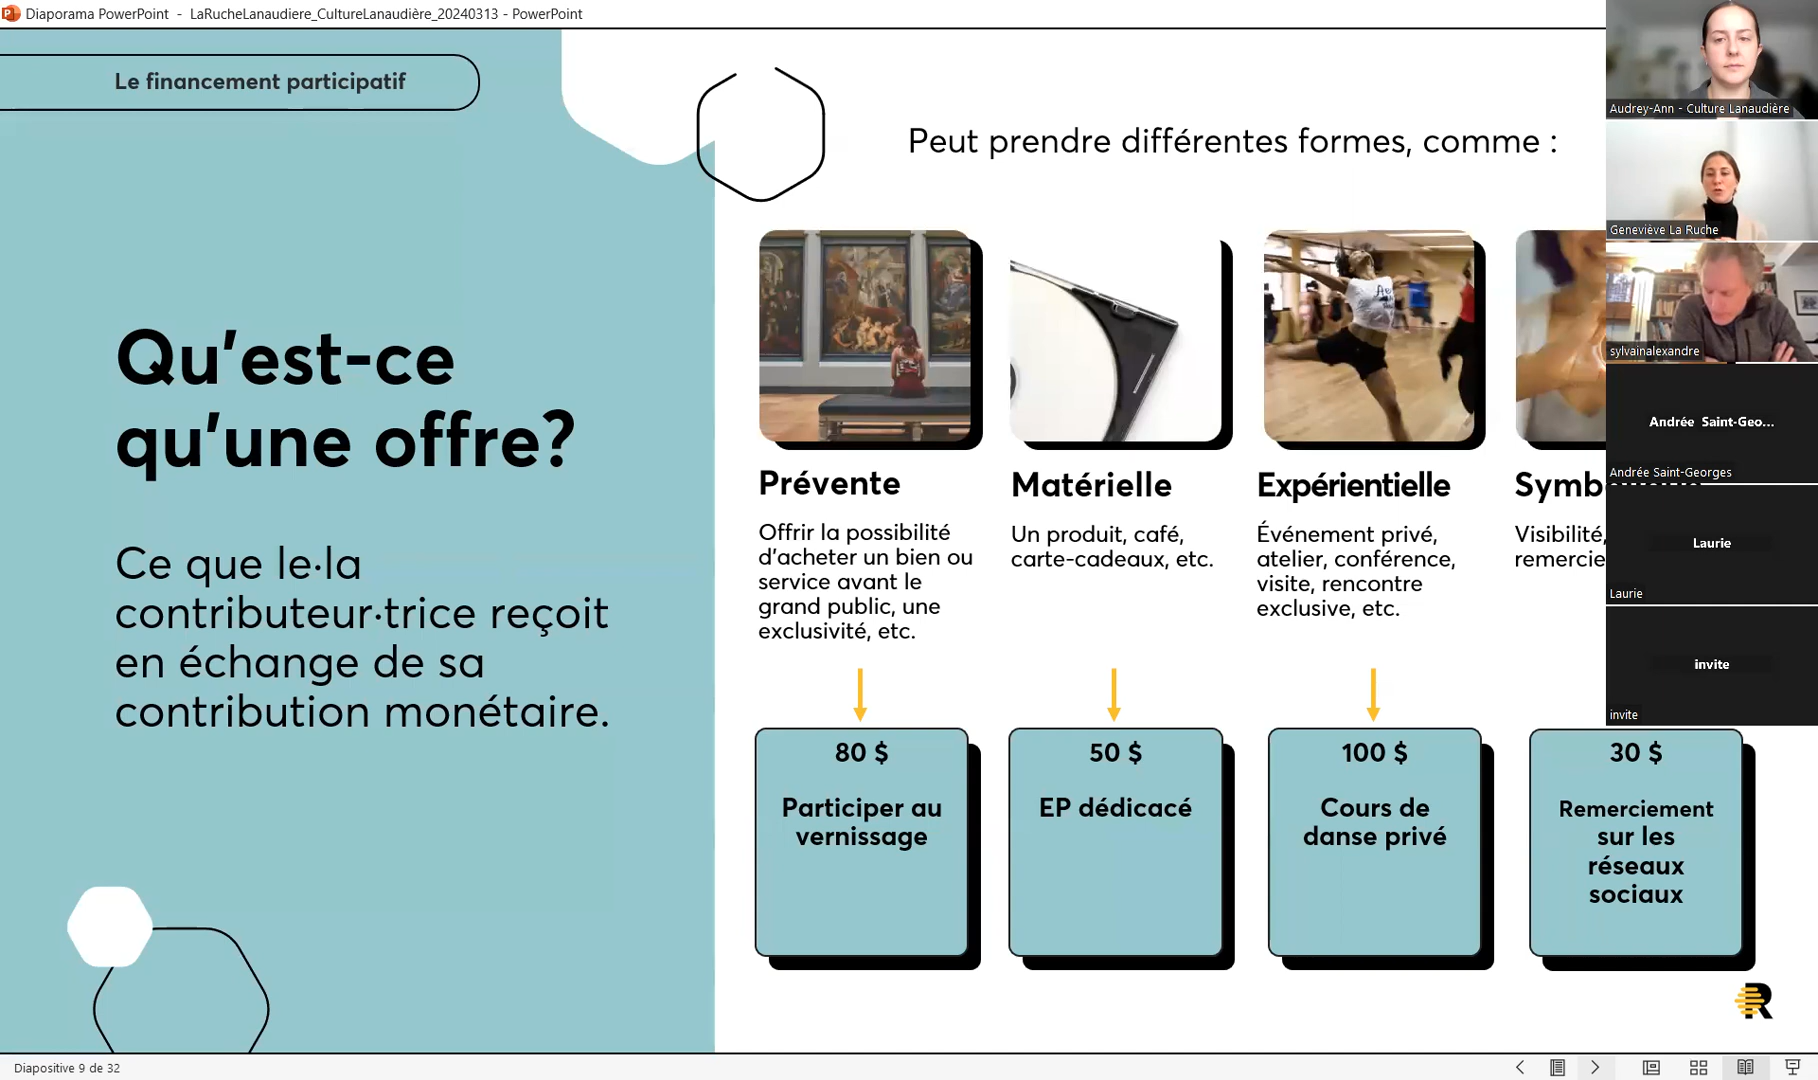 Diaporama PowerPoint - LaRucheLanaudiere_CultureLanaudière_20240313 - PowerPoint
Le financement participatif
Qu'est-ce
qu'une offre?
Ce que le·la
contributeur·trice reçoit
en échange de sa
contribution monétaire.
Peut prendre différentes formes, comme :
Prévente
Offrir la possibilité
d'acheter un bien ou
service avant le
grand public, une
exclusivité, etc.
80 $
Participer au
vernissage
Matérielle
Un produit, café,
carte-cadeaux, etc.
50 $
EP dédicacé
Expérientielle
Événement privé,
atelier, conférence,
visite, rencontre
exclusive, etc.
100 $
Cours de
danse privé
Visibilité,
30 $
Remerciement
sur les
réseaux
sociaux
R
Audrey-Ann - Culture Lanaudière
Geneviève La Ruche
sylvainalexandre
Andrée Saint-Geo...
Andrée Saint-Georges
Laurie
Laurie
invite
invite
Diapositive 9 de 32